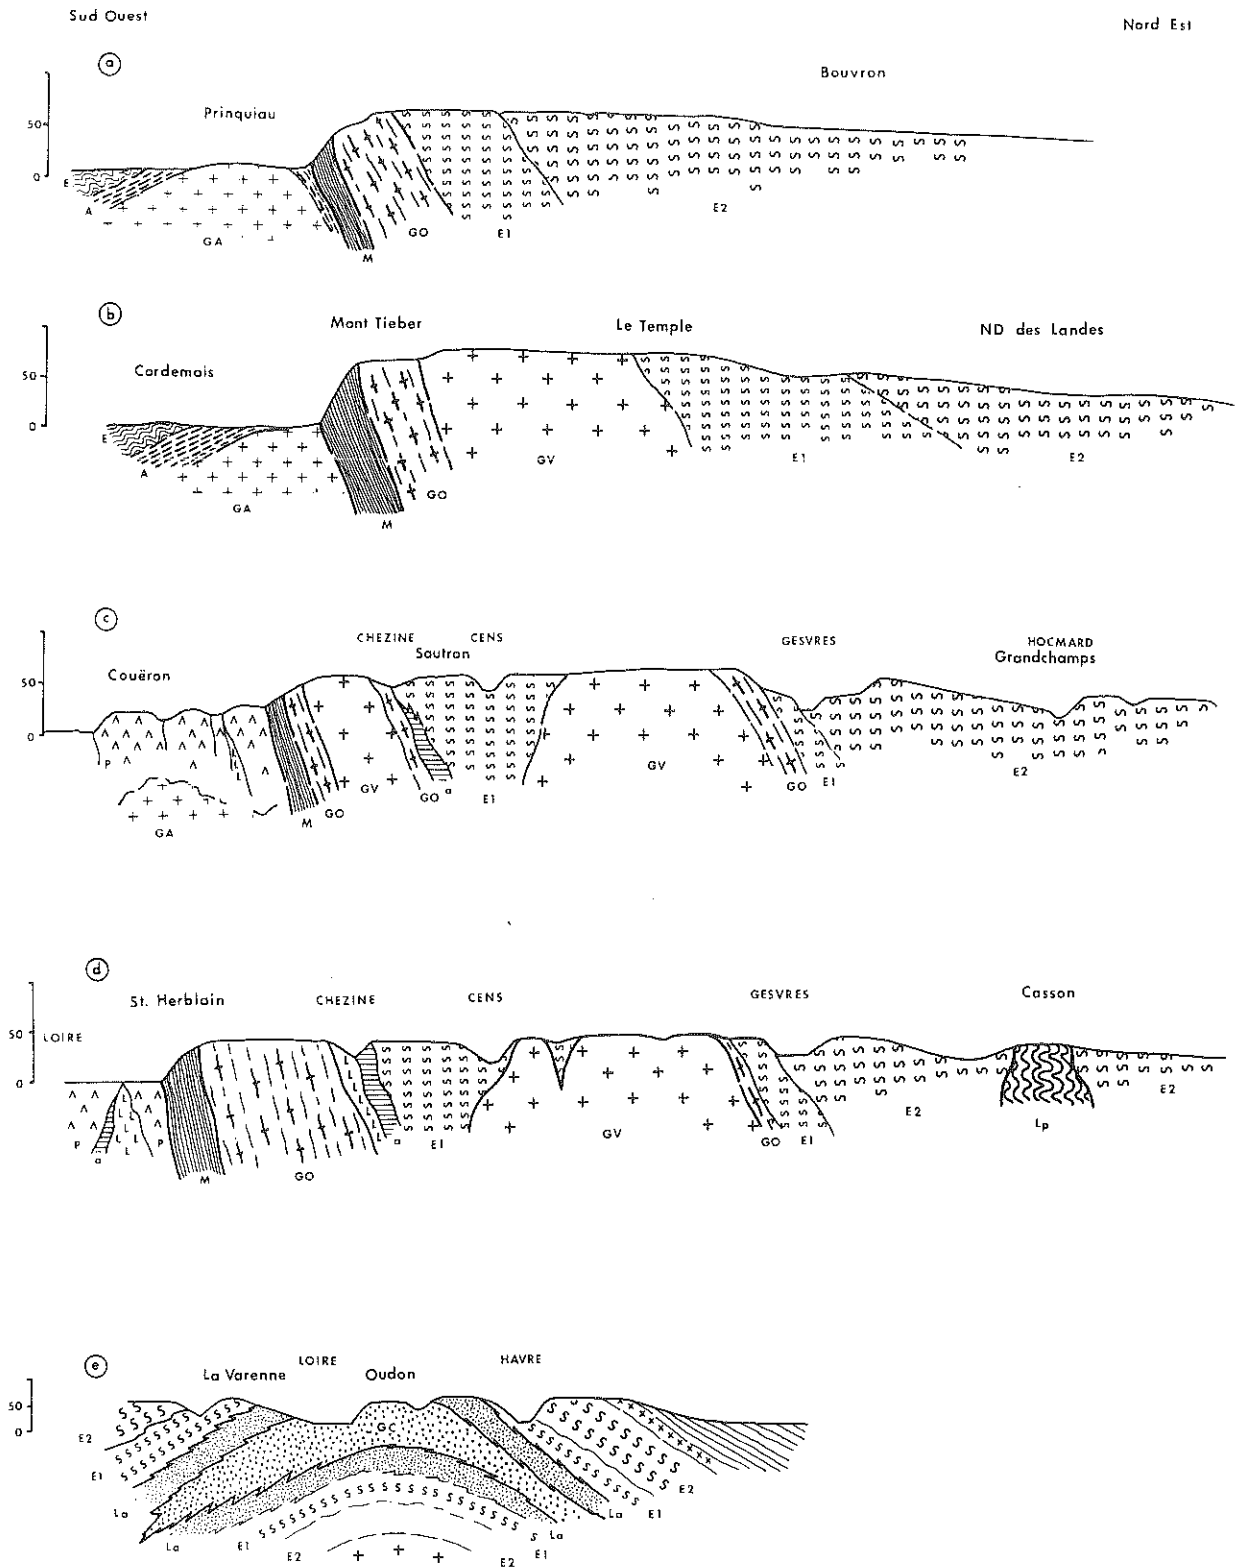 Sud Ouest
Nord Est
a
Bouvron
Prinquiau
50
0
E
A
GA
M
GO
E1
E2
b
Mont Tieber
Le Temple
ND des Landes
Cordemais
50
0
E
A
GA
M
GO
GV
E1
E2
c
CHEZINE CENS GESVRES HOCMARD
Sautron Grandchamps
Couëron
50
0
P
L
GA
M
GO
GV
GO
a
E1
GV
GO
E1
E2
d
St. Herblain CHEZINE CENS GESVRES Casson
50
LOIRE
0
P
a
L
P
M
GO
L
a
E1
GV
GO
E1
E2
Lp
E2
e
LOIRE HAVRE
La Varenne Oudon
50
0
GC
E2
E1
La
La
E1
E2
E2
E1
La
La
E1
E2